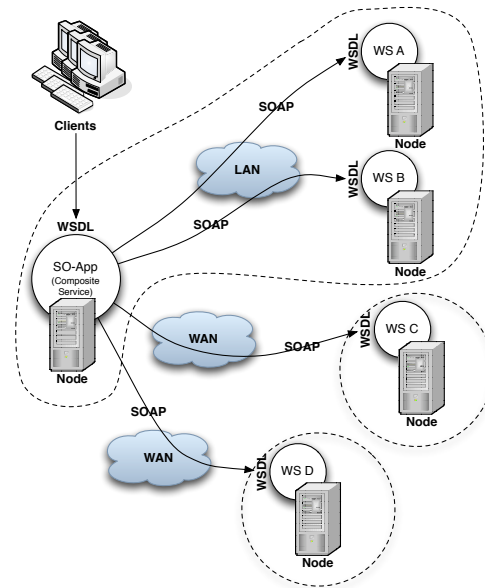 Clients
WSDL
SO-App
(Composite
Service)
Node
SOAP
LAN
SOAP
WSDL
WS A
Node
WSDL
WS B
Node
WAN
SOAP
WSDL
WS C
Node
SOAP
WAN
WSDL
WS D
Node